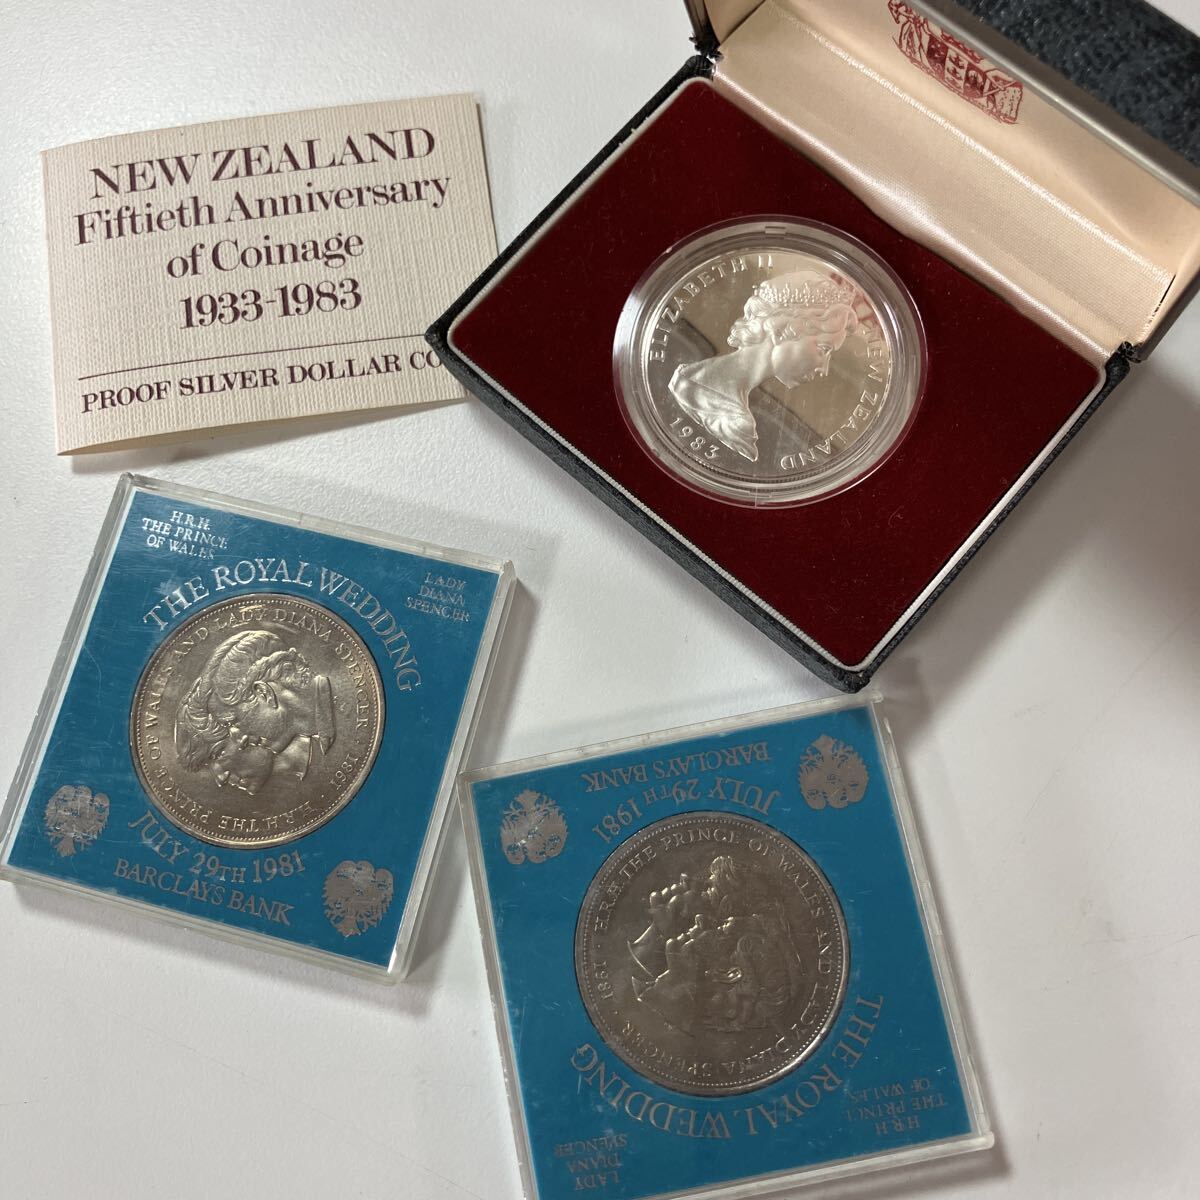 NEW ZEALAND
Fiftieth Anniversary
of Coinage
1933-1983
PROOF SILVER DOLLAR CO
ELIZABETH II
NEW ZEALAND
1983
H.R.H.
THE PRINCE
OF WALES
LADY
DIANA
SPENCER
THE ROYAL WEDDING
H.R.H. THE PRINCE OF WALES AND LADY DIANA SPENCER · 1981
JULY 29TH 1981
BARCLAYS BANK
BARCLAYS BANK
JULY 29TH 1981
H.R.H. THE PRINCE OF WALES AND LADY DIANA SPENCER · 1981
THE ROYAL WEDDING
H.R.H
THE PRINCE
OF WALES
LADY
DIANA
SPENCER